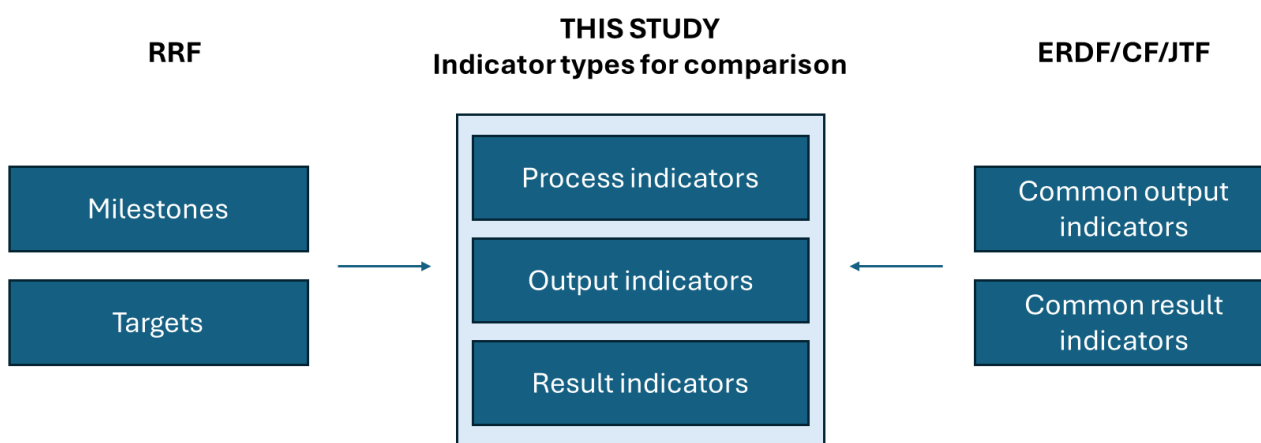 RRF
Milestones
Targets
THIS STUDY
Indicator types for comparison
Process indicators
Output indicators
Result indicators
ERDF/CF/JTF
Common output
indicators
Common result
indicators